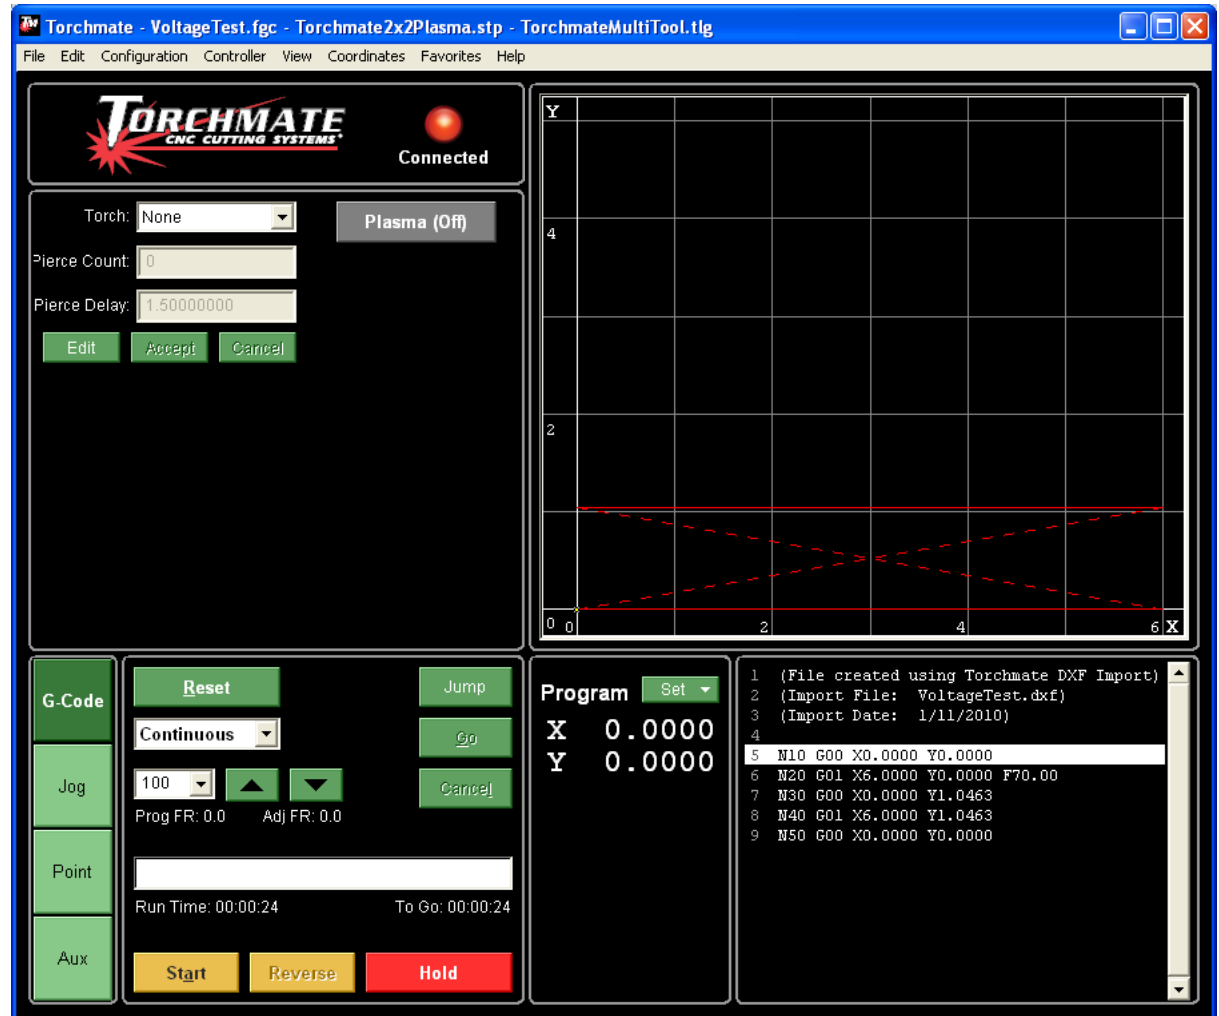 Torchmate - VoltageTest.fgc - Torchmate2x2Plasma.stp - TorchmateMultiTool.tlg
File Edit Configuration Controller View Coordinates Favorites Help
TORCHMATE
CNC CUTTING SYSTEMS
Connected
Torch: None
Plasma (Off)
Pierce Count: 0
Pierce Delay: 1.50000000
Edit Accept Cancel
Y
4
2
0 0 2 4 6 X
G-Code
Jog
Point
Aux
Reset
Jump
Continuous
Go
100
Cancel
Prog FR: 0.0 Adj FR: 0.0
Run Time: 00:00:24 To Go: 00:00:24
Start Reverse Hold
Program Set
X 0.0000
Y 0.0000
1 (File created using Torchmate DXF Import)
2 (Import File: VoltageTest.dxf)
3 (Import Date: 1/11/2010)
4
5 N10 G00 X0.0000 Y0.0000
6 N20 G01 X6.0000 Y0.0000 F70.00
7 N30 G00 X0.0000 Y1.0463
8 N40 G01 X6.0000 Y1.0463
9 N50 G00 X0.0000 Y0.0000